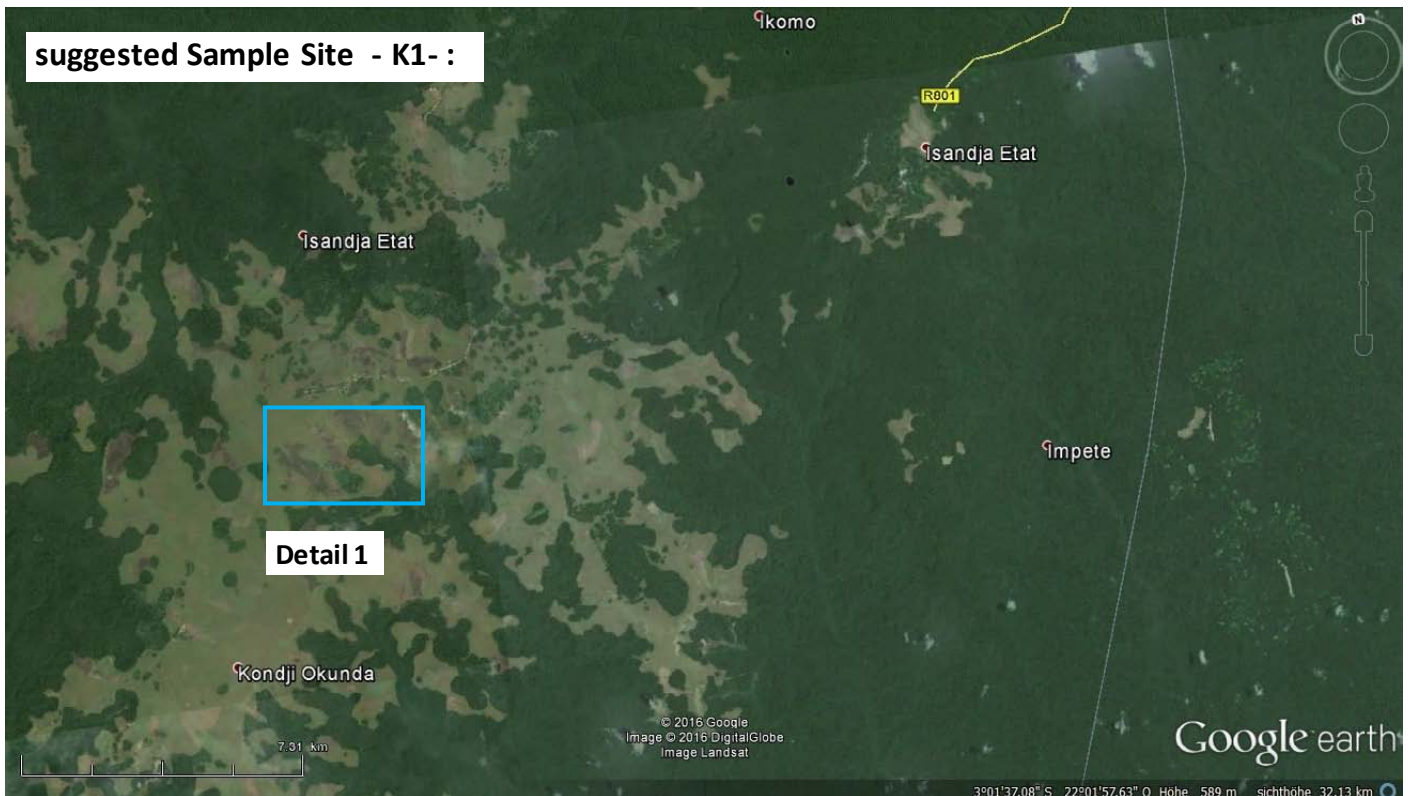 suggested Sample Site - K1- :
Ikomo
R801
Isandja Etat
Isandja Etat
Impete
Detail 1
Kondji Okunda
7.31 km
© 2016 Google
Image © 2016 DigitalGlobe
Image Landsat
Google earth
3°01'37.08" S 22°01'57.63" O Höhe 589 m sichthöhe 32.13 km
N